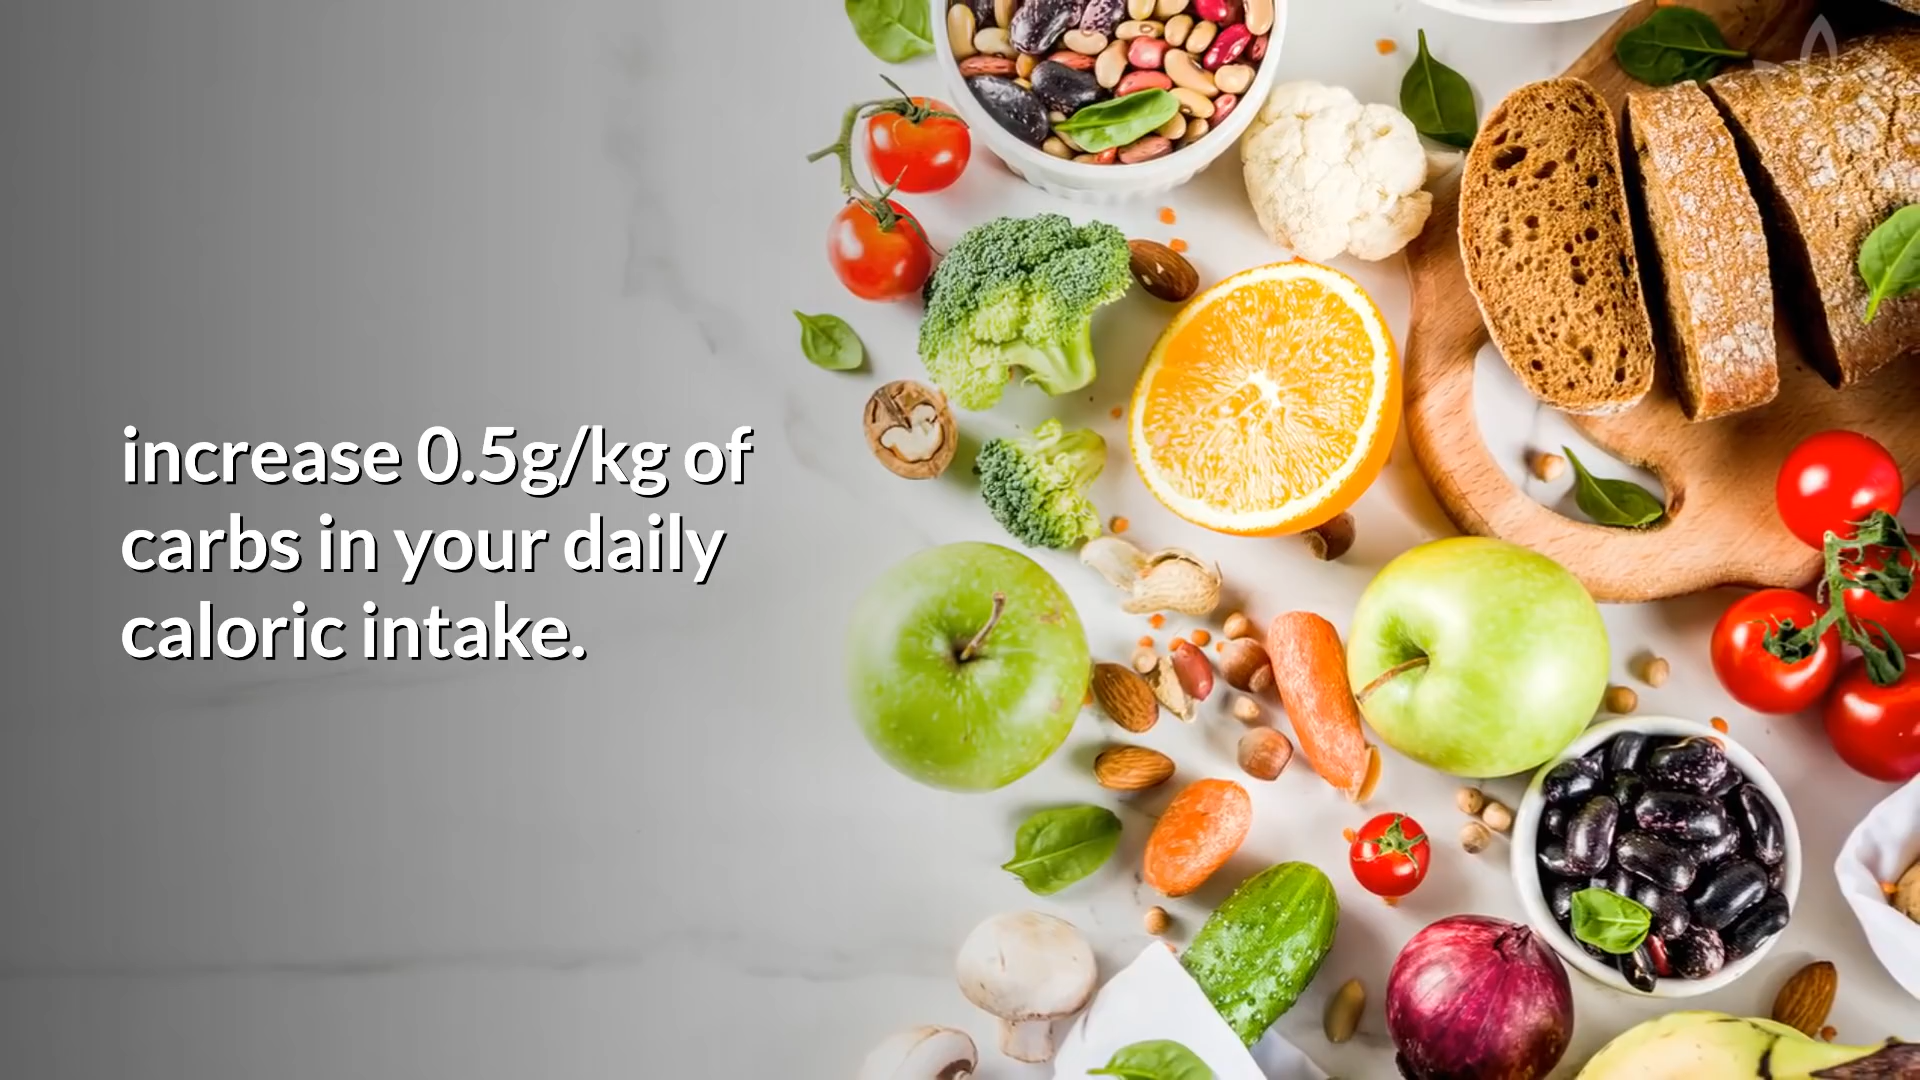 increase 0.5g/kg of
carbs in your daily
caloric intake.